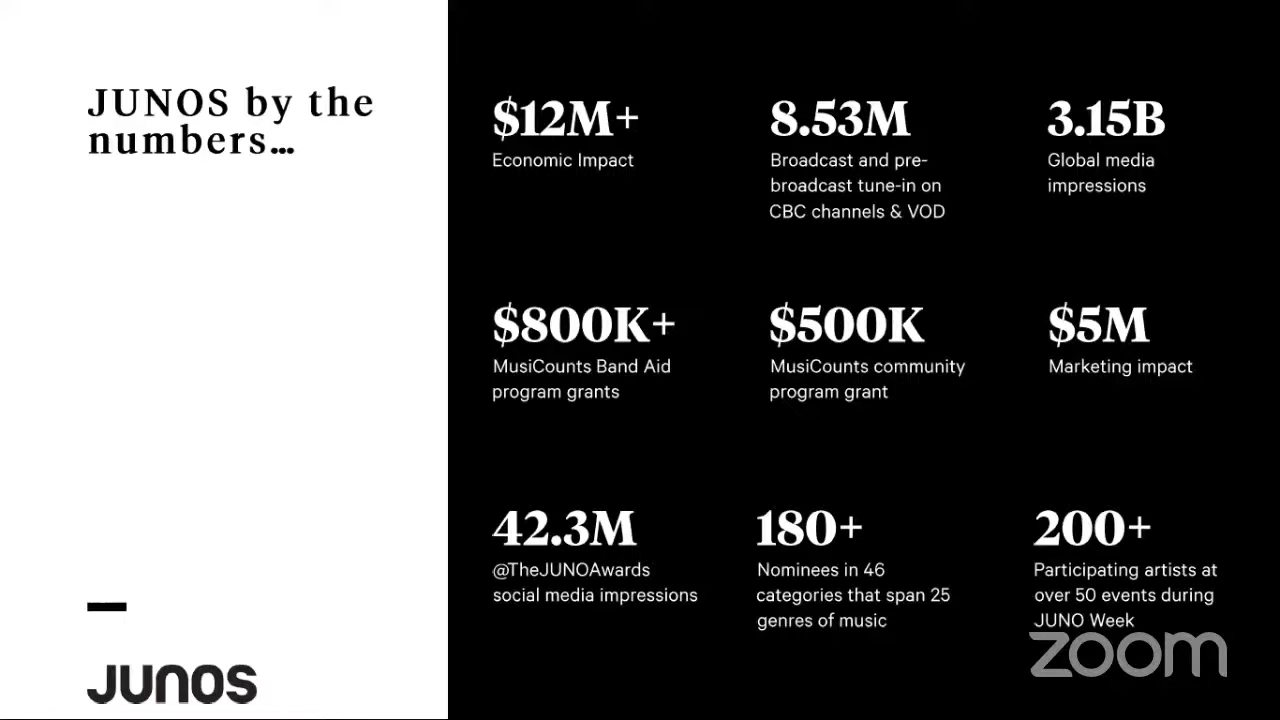 JUNOS by the
numbers...
$12M+
Economic Impact
8.53M
Broadcast and pre-
broadcast tune-in on
CBC channels & VOD
3.15B
Global media
impressions
$800K+
MusiCounts Band Aid
program grants
$500K
MusiCounts community
program grant
$5M
Marketing impact
42.3M
@TheJUNOAwards
social media impressions
180+
Nominees in 46
categories that span 25
genres of music
200+
Participating artists at
over 50 events during
JUNO Week
JUNOS
zoom